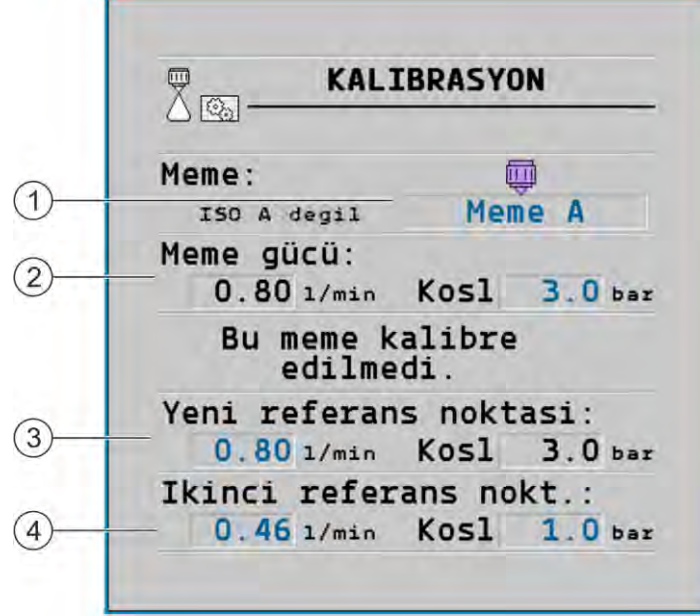 KALIBRASYON
1
Meme:
ISO A degil Meme A
2
Meme gücü:
0.80 l/min Kosl 3.0 bar
Bu meme kalibre
edilmedi.
3
Yeni referans noktasi:
0.80 l/min Kosl 3.0 bar
4
Ikinci referans nokt.:
0.46 l/min Kosl 1.0 bar